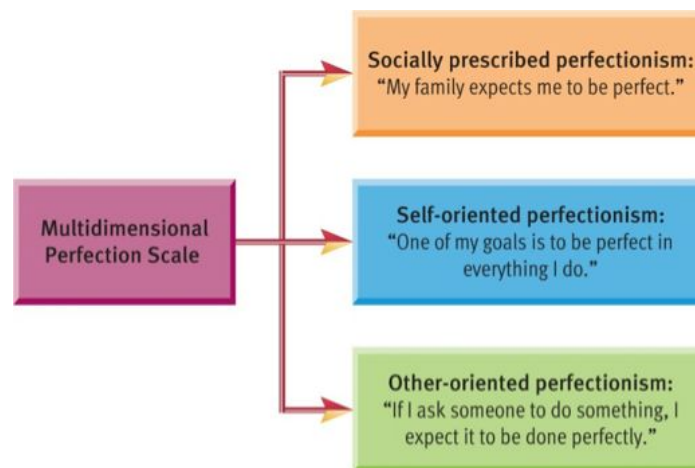 Socially prescribed perfectionism:
“My family expects me to be perfect.”
Multidimensional
Perfection Scale
Self-oriented perfectionism:
“One of my goals is to be perfect in
everything I do.”
Other-oriented perfectionism:
“If I ask someone to do something, I
expect it to be done perfectly.”